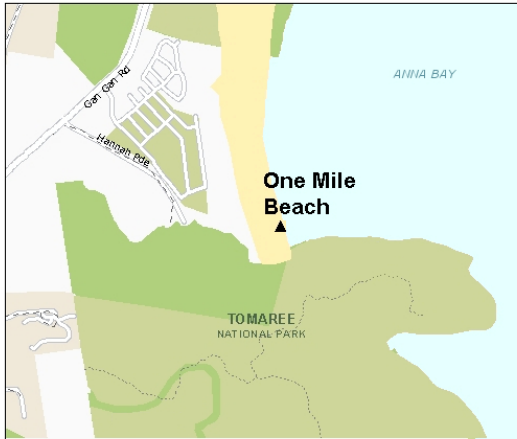 ANNA BAY
Gan Gan Rd
Hannah Pde
One Mile
Beach
TOMAREE
NATIONAL PARK